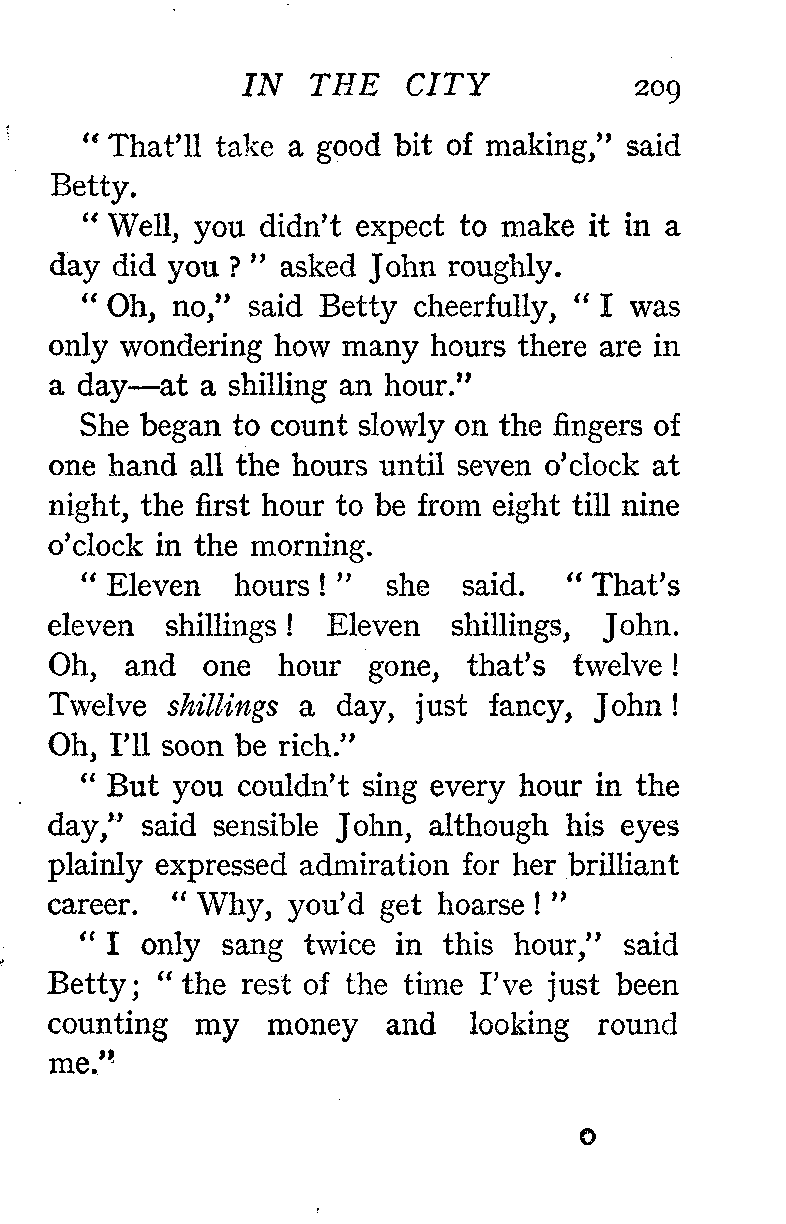 IN THE CITY 209
“ That’ll take a good bit of making,” said
Betty.
“ Well, you didn’t expect to make it in a
day did you ? ” asked John roughly.
“ Oh, no,” said Betty cheerfully, “ I was
only wondering how many hours there are in
a day—at a shilling an hour.”
She began to count slowly on the fingers of
one hand all the hours until seven o’clock at
night, the first hour to be from eight till nine
o’clock in the morning.
“ Eleven hours ! ” she said. “ That’s
eleven shillings ! Eleven shillings, John.
Oh, and one hour gone, that’s twelve !
Twelve shillings a day, just fancy, John !
Oh, I’ll soon be rich.”
“ But you couldn’t sing every hour in the
day,” said sensible John, although his eyes
plainly expressed admiration for her brilliant
career. “ Why, you’d get hoarse ! ”
“ I only sang twice in this hour,” said
Betty; “ the rest of the time I’ve just been
counting my money and looking round
me.”
O